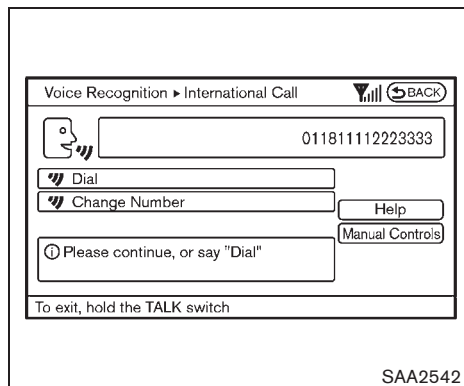 Voice Recognition ▸ International Call BACK
011811112223333
Dial
Change Number
Help
Manual Controls
Please continue, or say "Dial"
To exit, hold the TALK switch
SAA2542